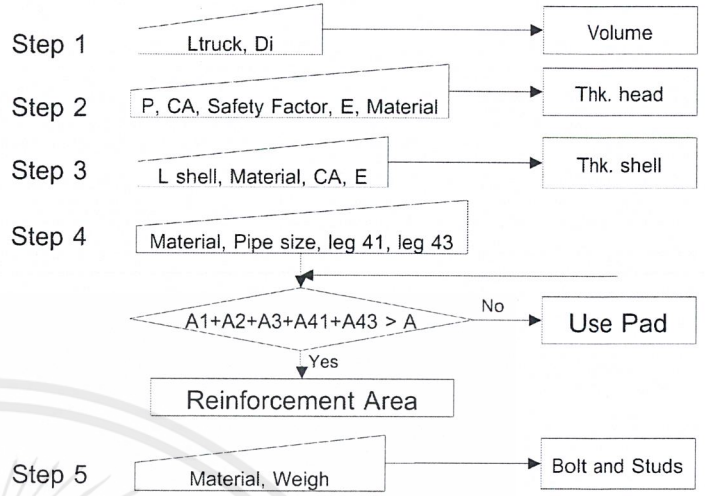 Step 1
Ltruck, Di
Volume
Step 2
P, CA, Safety Factor, E, Material
Thk. head
Step 3
L shell, Material, CA, E
Thk. shell
Step 4
Material, Pipe size, leg 41, leg 43
A1+A2+A3+A41+A43 > A
No
Use Pad
Yes
Reinforcement Area
Step 5
Material, Weigh
Bolt and Studs